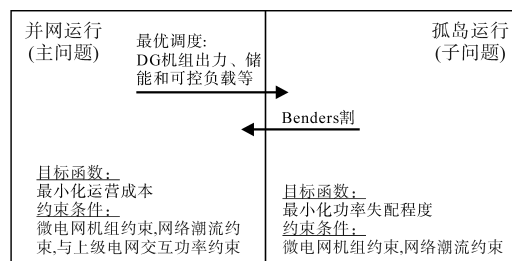 并网运行
(主问题)
最优调度:
DG机组出力、储
能和可控负载等
孤岛运行
(子问题)
Benders割
目标函数：
最小化运营成本
约束条件：
微电网机组约束,网络潮流约
束,与上级电网交互功率约束
目标函数：
最小化功率失配程度
约束条件：
微电网机组约束,网络潮流约束